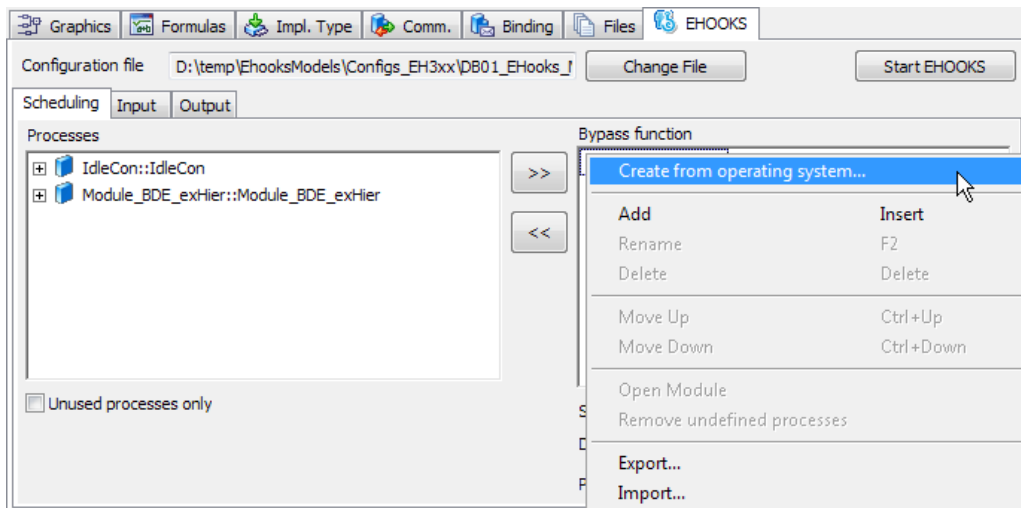 Graphics Formulas Impl. Type Comm. Binding Files EHOOKS
Configuration file D:\temp\EhooksModels\Configs_EH3xx\DB01_EHooks_ Change File Start EHOOKS
Scheduling Input Output
Processes Bypass function
IdleCon::IdleCon
Module_BDE_exHier::Module_BDE_exHier
>>
<<
Create from operating system...
Add Insert
Rename F2
Delete Delete
Move Up Ctrl+Up
Move Down Ctrl+Down
Open Module
Remove undefined processes
Export...
Import...
Unused processes only